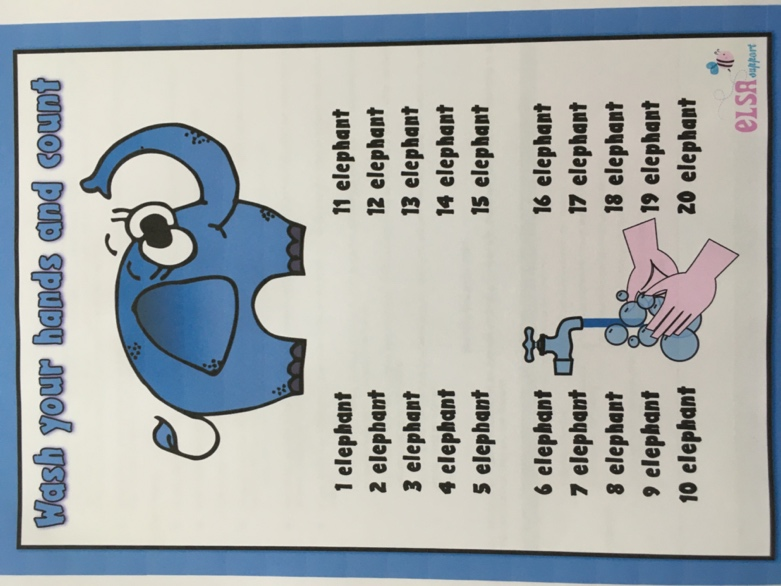 Wash your hands and count
1 elephant
2 elephant
3 elephant
4 elephant
5 elephant
6 elephant
7 elephant
8 elephant
9 elephant
10 elephant
11 elephant
12 elephant
13 elephant
14 elephant
15 elephant
16 elephant
17 elephant
18 elephant
19 elephant
20 elephant
eLSA support